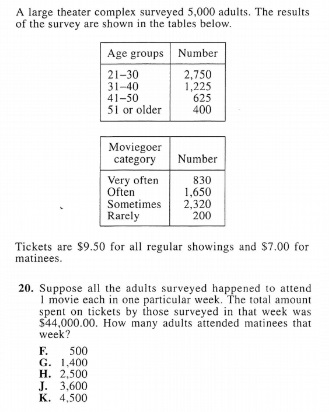 A large theater complex surveyed 5,000 adults. The results
of the survey are shown in the tables below.
Age groups Number
21–30 2,750
31–40 1,225
41–50 625
51 or older 400
Moviegoer
category Number
Very often 830
Often 1,650
Sometimes 2,320
Rarely 200
Tickets are $9.50 for all regular showings and $7.00 for
matinees.
20. Suppose all the adults surveyed happened to attend
1 movie each in one particular week. The total amount
spent on tickets by those surveyed in that week was
$44,000.00. How many adults attended matinees that
week?
F. 500
G. 1,400
H. 2,500
J. 3,600
K. 4,500